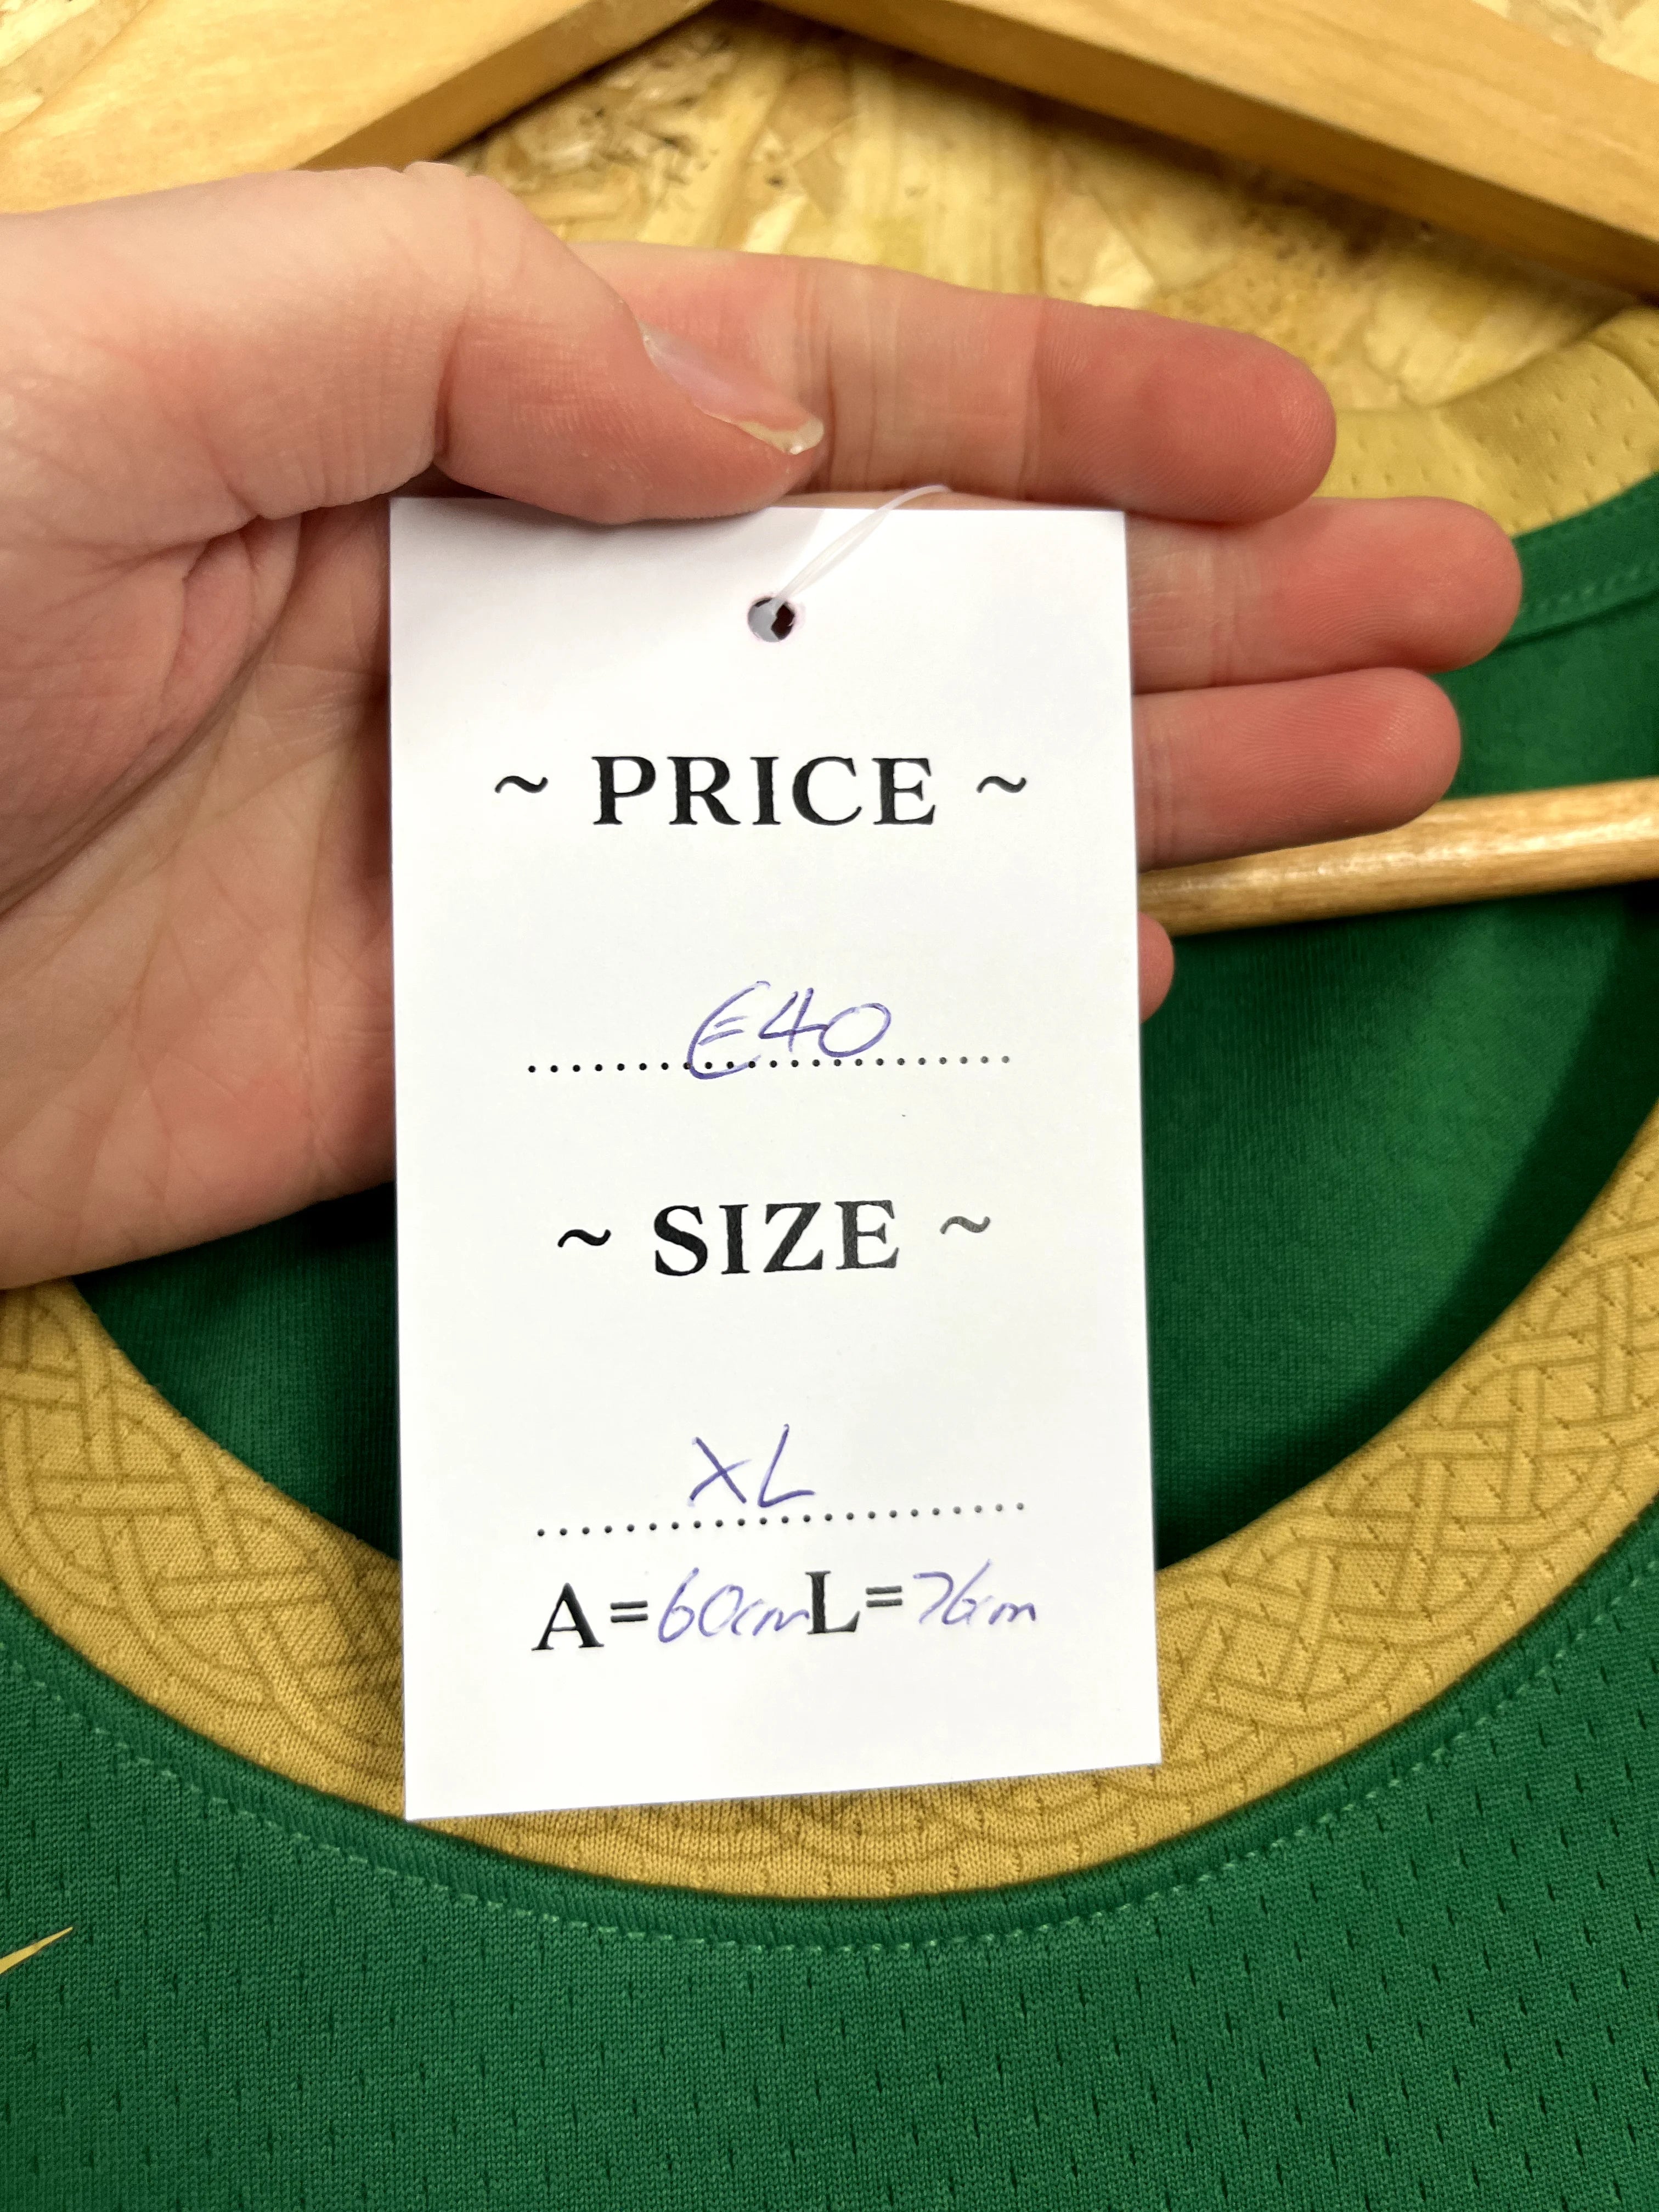 ~ PRICE ~
€40
~ SIZE ~
XL
A=60cm L=76cm